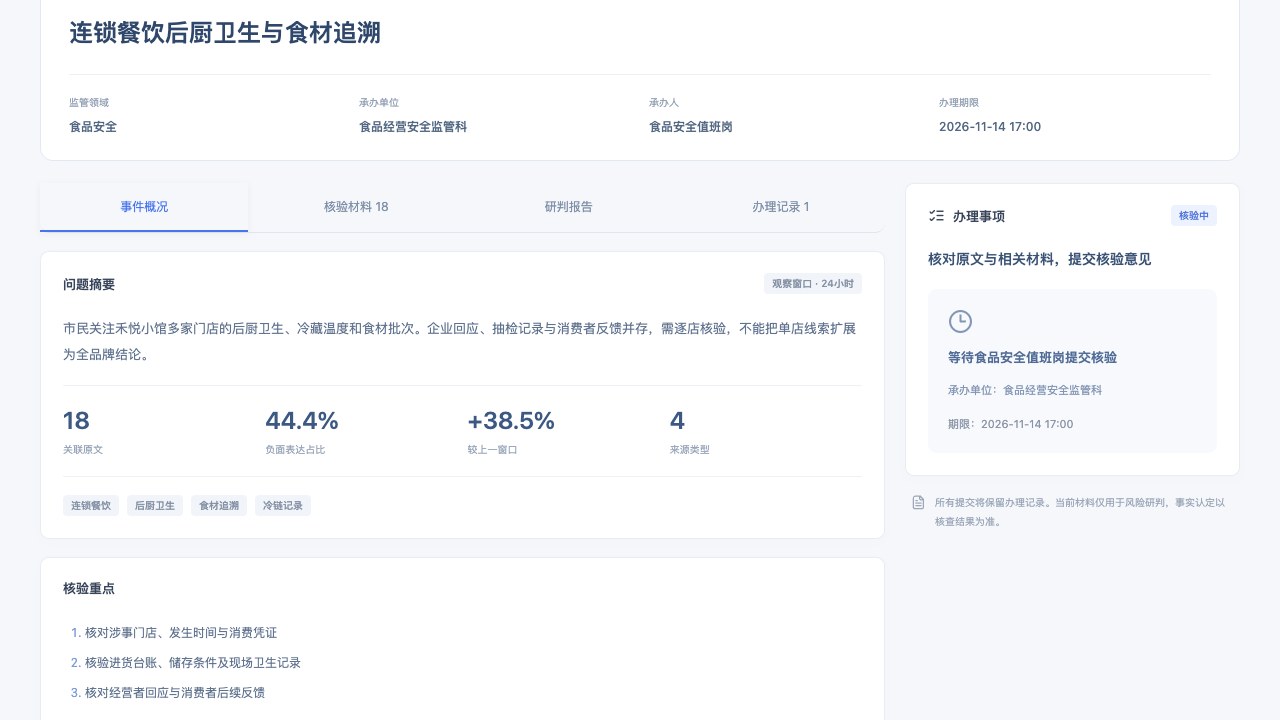 连锁餐饮后厨卫生与食材追溯
监管领域
食品安全
承办单位
食品经营安全监管科
承办人
食品安全值班岗
办理期限
2026-11-14 17:00
事件概况
核验材料 18
研判报告
办理记录 1
问题摘要
观察窗口 · 24小时
市民关注禾悦小馆多家门店的后厨卫生、冷藏温度和食材批次。企业回应、抽检记录与消费者反馈并存，需逐店核验，不能把单店线索扩展
为全品牌结论。
18
关联原文
44.4%
负面表达占比
+38.5%
较上一窗口
4
来源类型
连锁餐饮
后厨卫生
食材追溯
冷链记录
核验重点
1. 核对涉事门店、发生时间与消费凭证
2. 核验进货台账、储存条件及现场卫生记录
3. 核对经营者回应与消费者后续反馈
办理事项
核验中
核对原文与相关材料，提交核验意见
等待食品安全值班岗提交核验
承办单位：食品经营安全监管科
期限：2026-11-14 17:00
所有提交将保留办理记录。当前材料仅用于风险研判，事实认定以
核查结果为准。